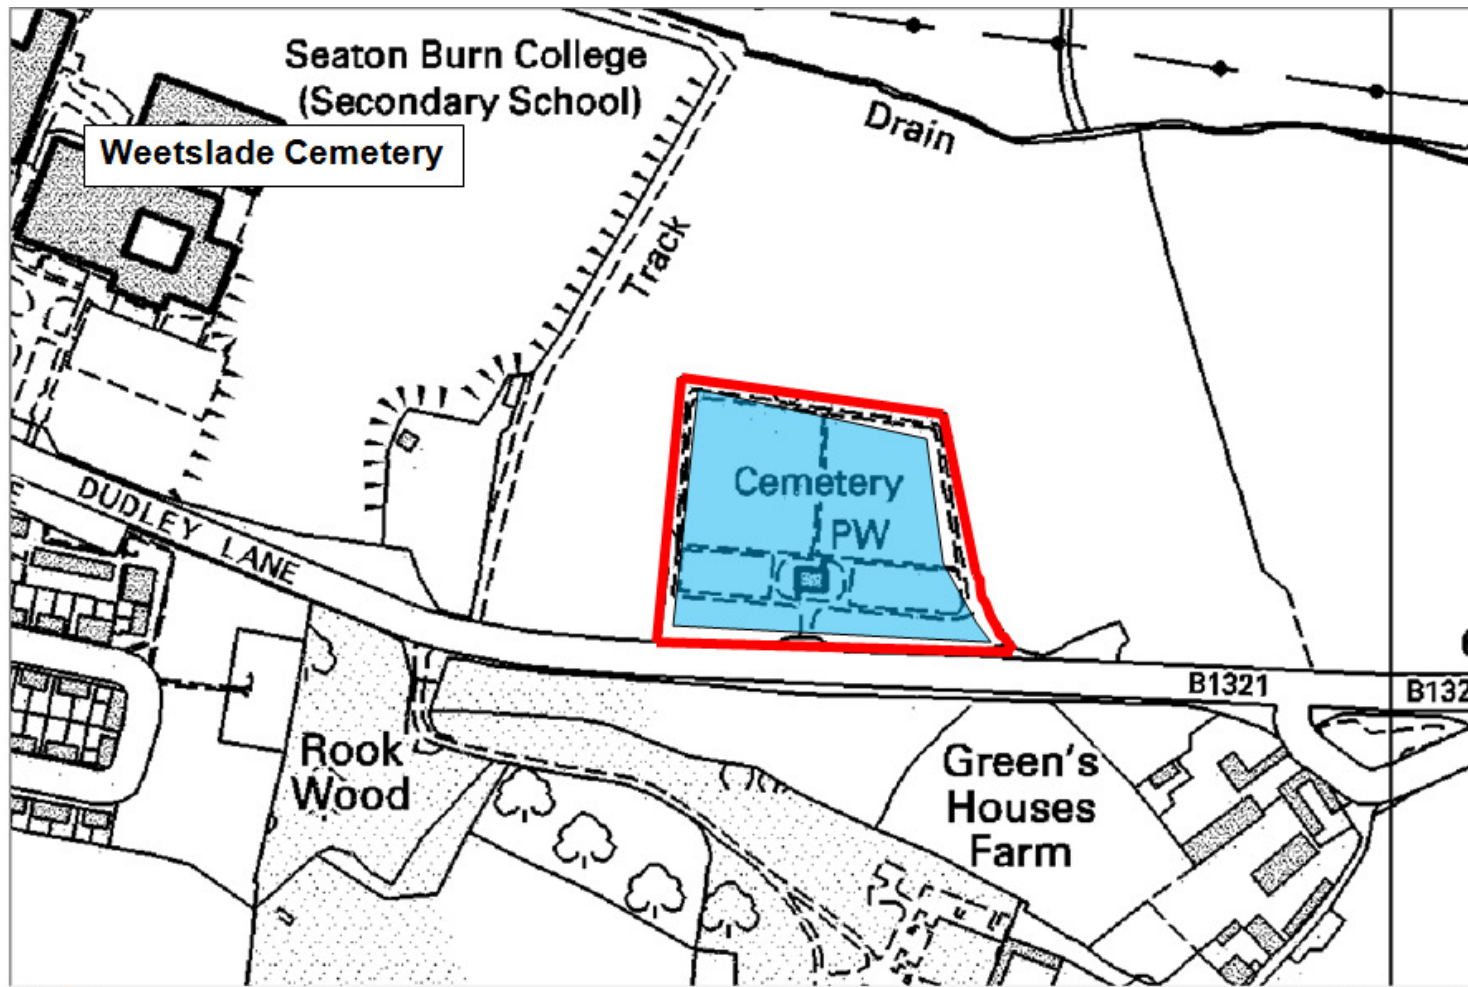 Seaton Burn College
(Secondary School)
Weetslade Cemetery
Drain
Track
Cemetery
PW
DUDLEY LANE
B1321
B132
Rook
Wood
Green's
Houses
Farm